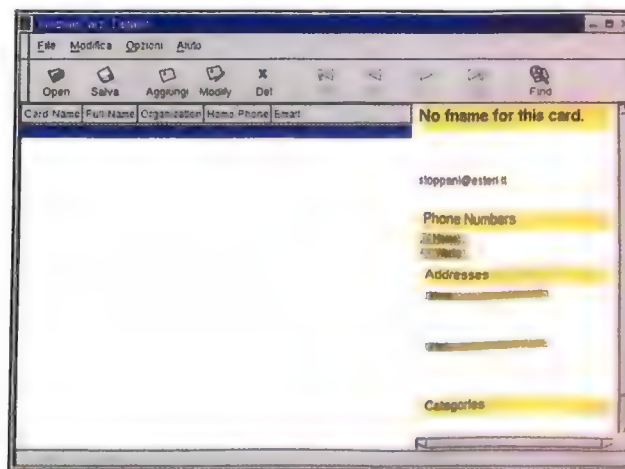 File Modifica Opzioni Aiuto
Open Salva Aggiungi Modify Del Find
Card Name Full Name Organization Home Phone Email
No fname for this card.
stoppani@esteri.it
Phone Numbers
Addresses
Categories